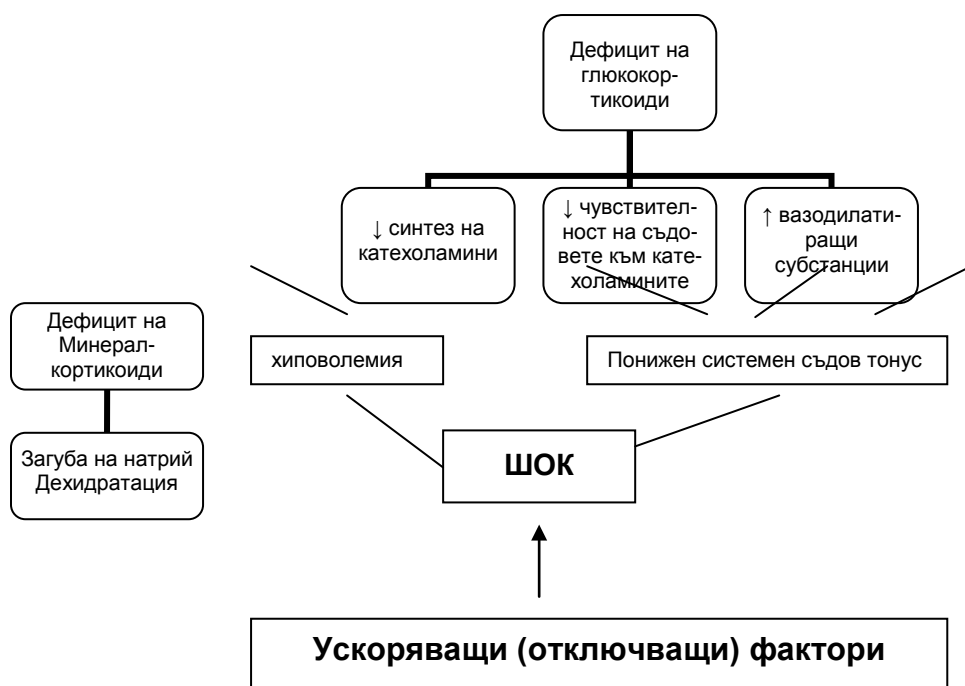 Дефицит на
глюкокор-
тикоиди
↓ синтез на
катехоламини
↓ чувствител-
ност на съдо-
вете към кате-
холамините
↑ вазодилати-
ращи
субстанции
Дефицит на
Минерал-
кортикоиди
хиповолемия
Понижен системен съдов тонус
Загуба на натрий
Дехидратация
ШОК
Ускоряващи (отключващи) фактори